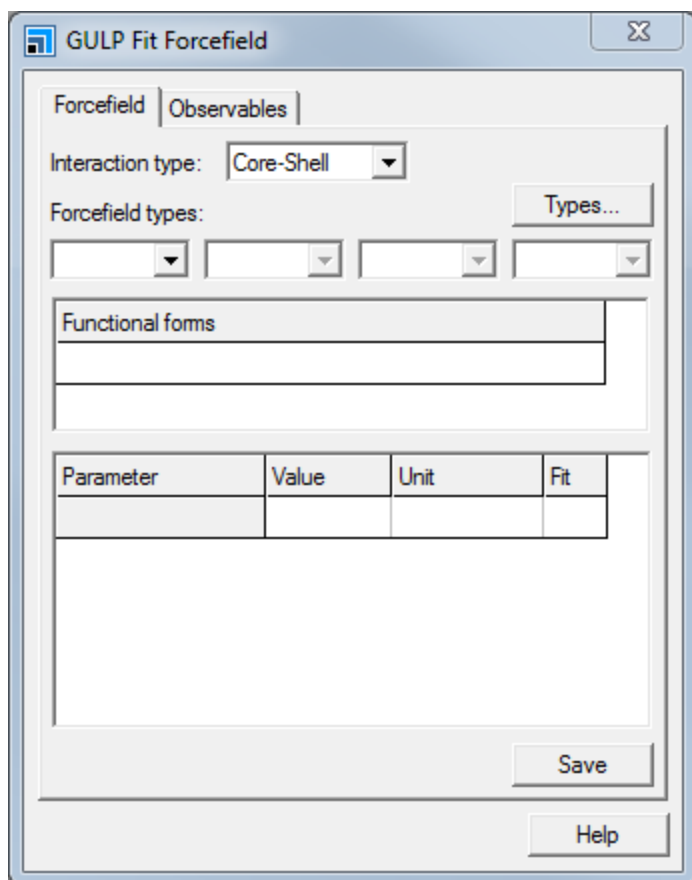 GULP Fit Forcefield
Forcefield Observables
Interaction type: Core-Shell
Types...
Forcefield types:
Functional forms
Parameter Value Unit Fit
Save
Help